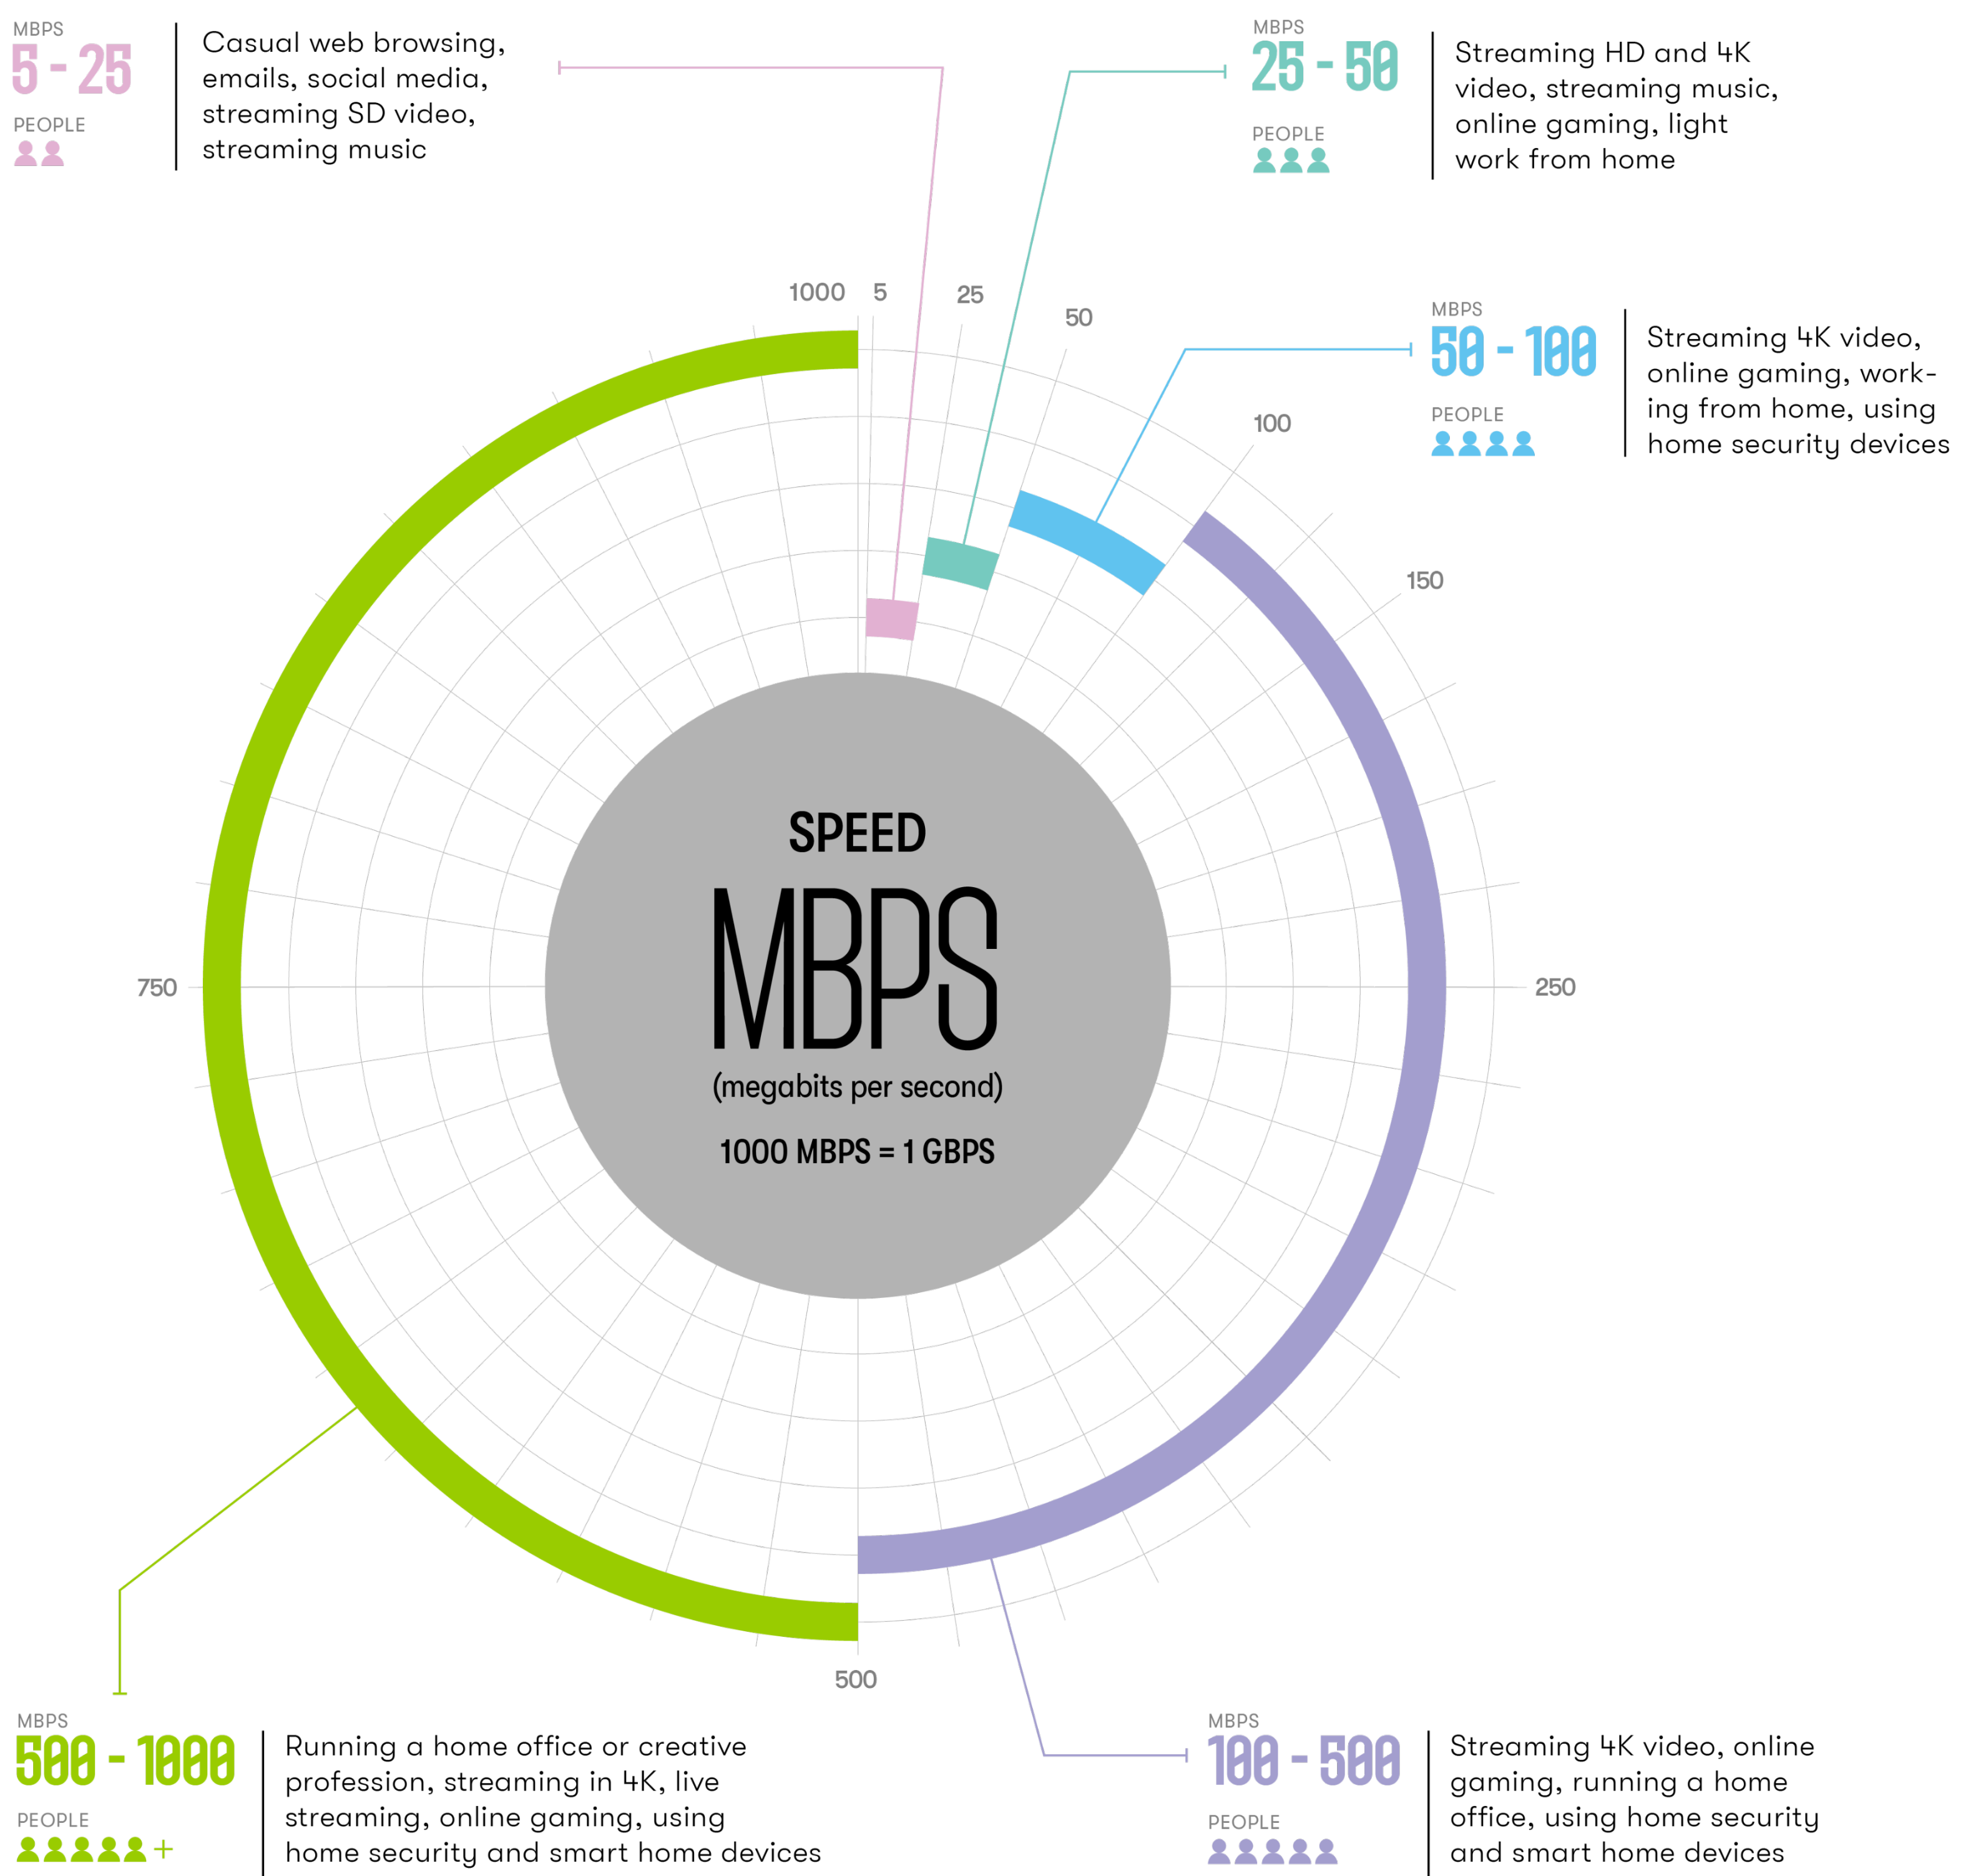 MBPS
5 - 25
PEOPLE
Casual web browsing,
emails, social media,
streaming SD video,
streaming music
MBPS
25 - 50
PEOPLE
Streaming HD and 4K
video, streaming music,
online gaming, light
work from home
MBPS
50 - 100
PEOPLE
Streaming 4K video,
online gaming, work-
ing from home, using
home security devices
1000
5
25
50
100
150
250
500
750
SPEED
MBPS
(megabits per second)
1000 MBPS = 1 GBPS
MBPS
500 - 1000
PEOPLE
+
Running a home office or creative
profession, streaming in 4K, live
streaming, online gaming, using
home security and smart home devices
MBPS
100 - 500
PEOPLE
Streaming 4K video, online
gaming, running a home
office, using home security
and smart home devices